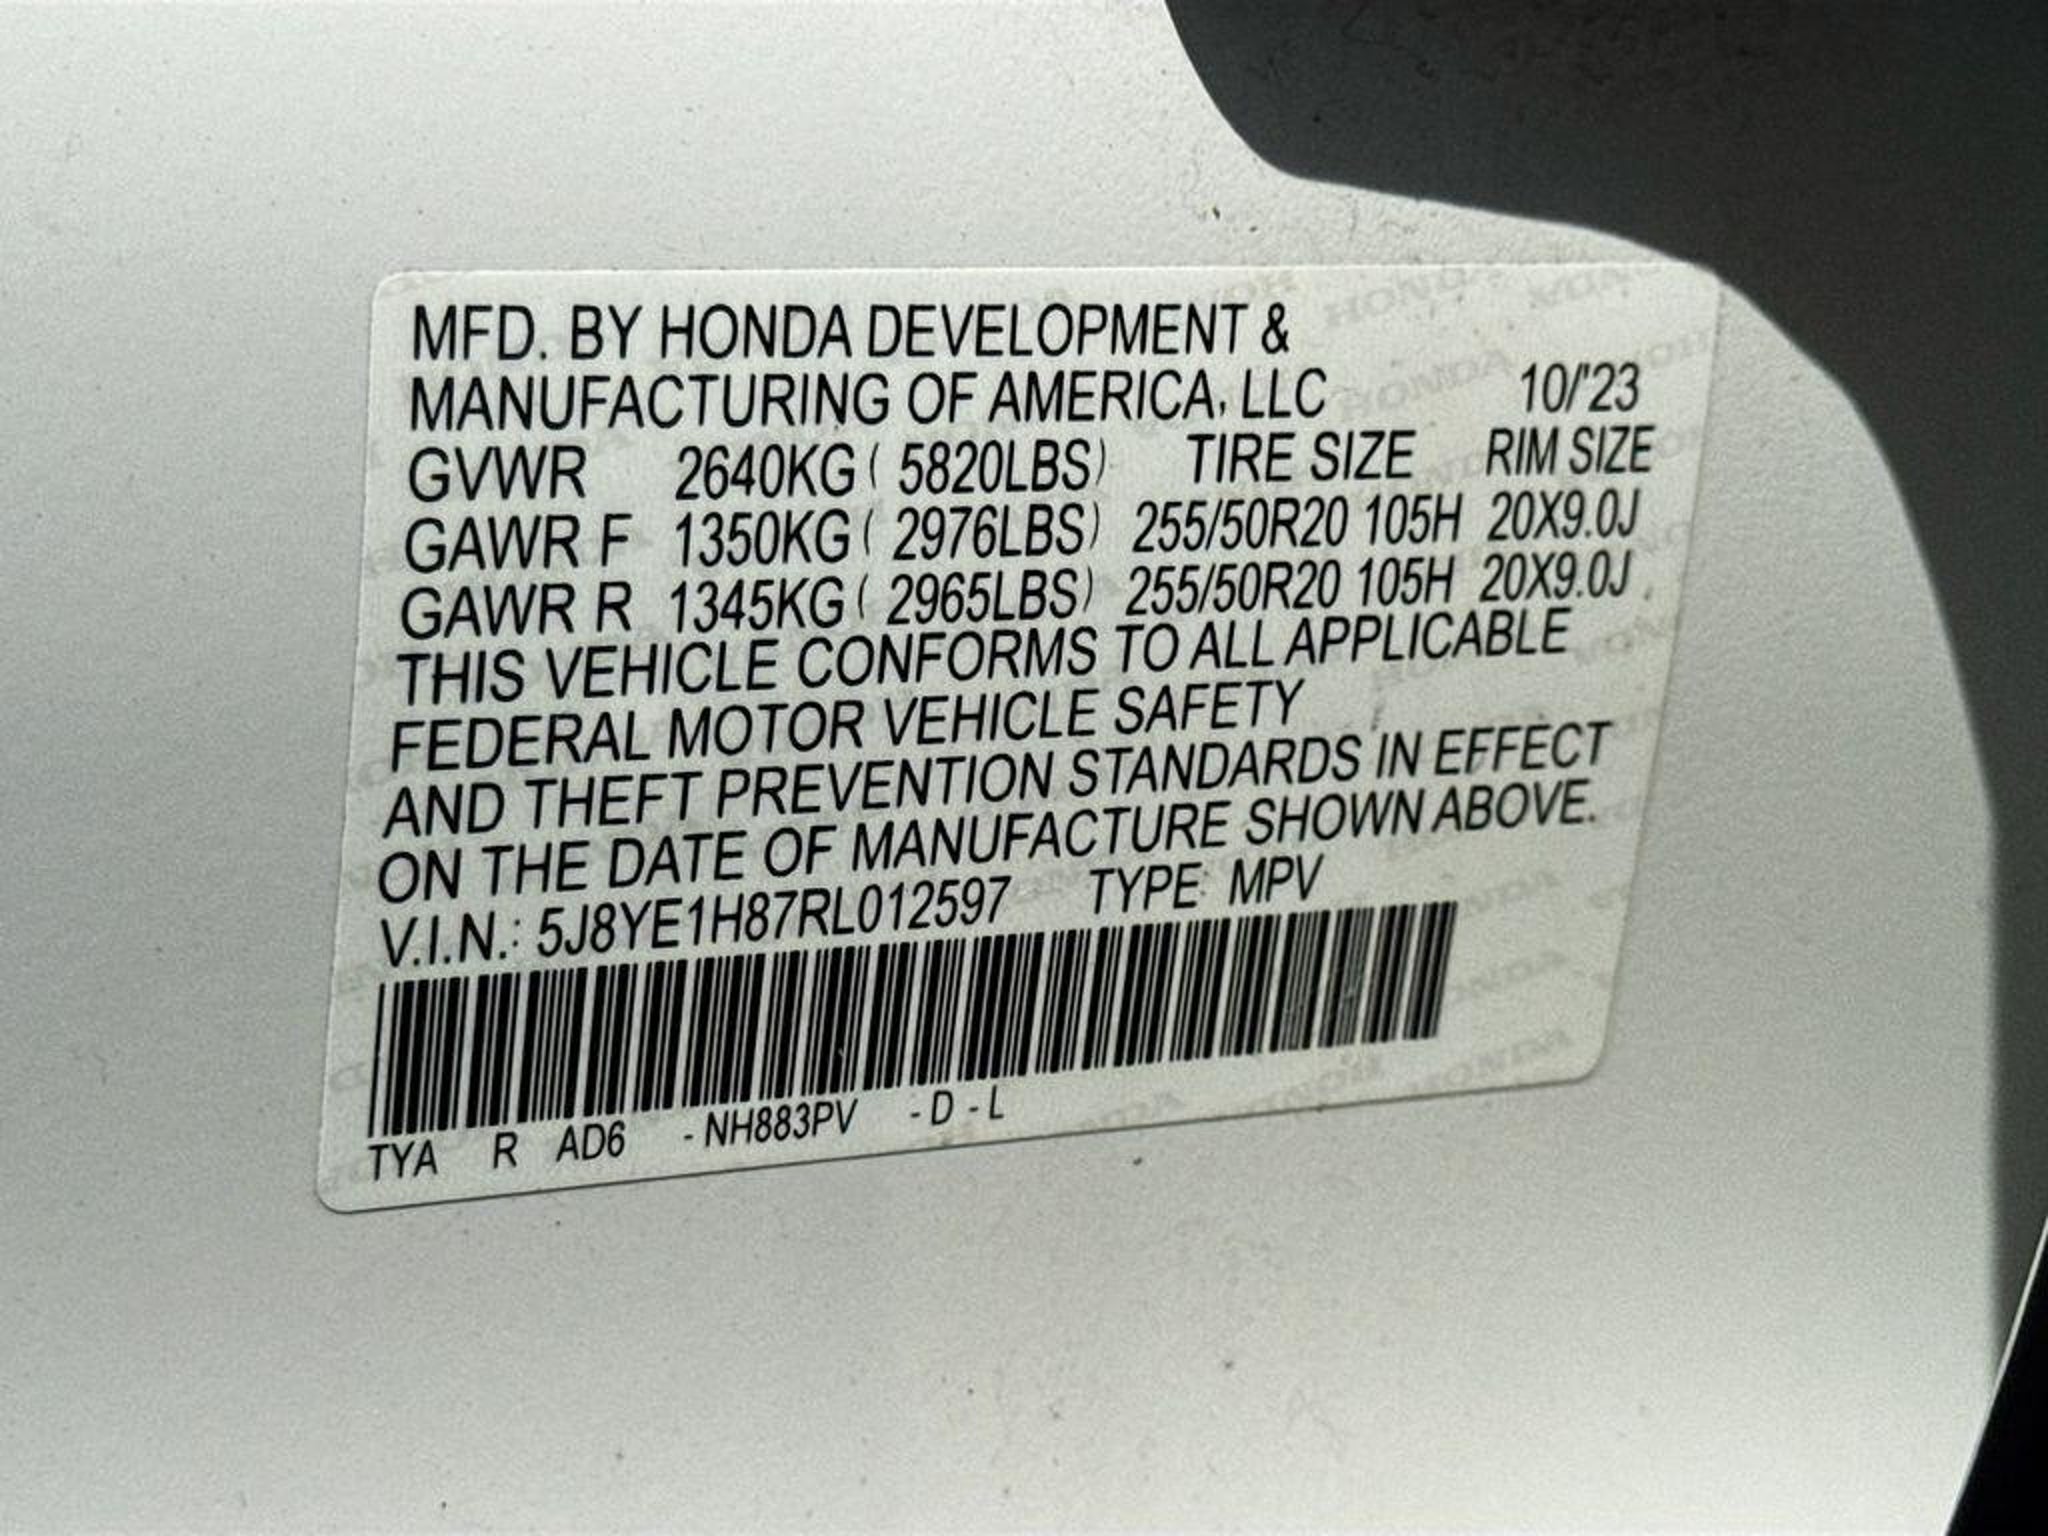 MFD. BY HONDA DEVELOPMENT &
MANUFACTURING OF AMERICA, LLC 10/'23
GVWR 2640KG ( 5820LBS) TIRE SIZE RIM SIZE
GAWR F 1350KG ( 2976LBS) 255/50R20 105H 20X9.0J
GAWR R 1345KG ( 2965LBS) 255/50R20 105H 20X9.0J
THIS VEHICLE CONFORMS TO ALL APPLICABLE
FEDERAL MOTOR VEHICLE SAFETY
AND THEFT PREVENTION STANDARDS IN EFFECT
ON THE DATE OF MANUFACTURE SHOWN ABOVE.
V.I.N.: 5J8YE1H87RL012597 TYPE: MPV
TYA R AD6 - NH883PV - D - L